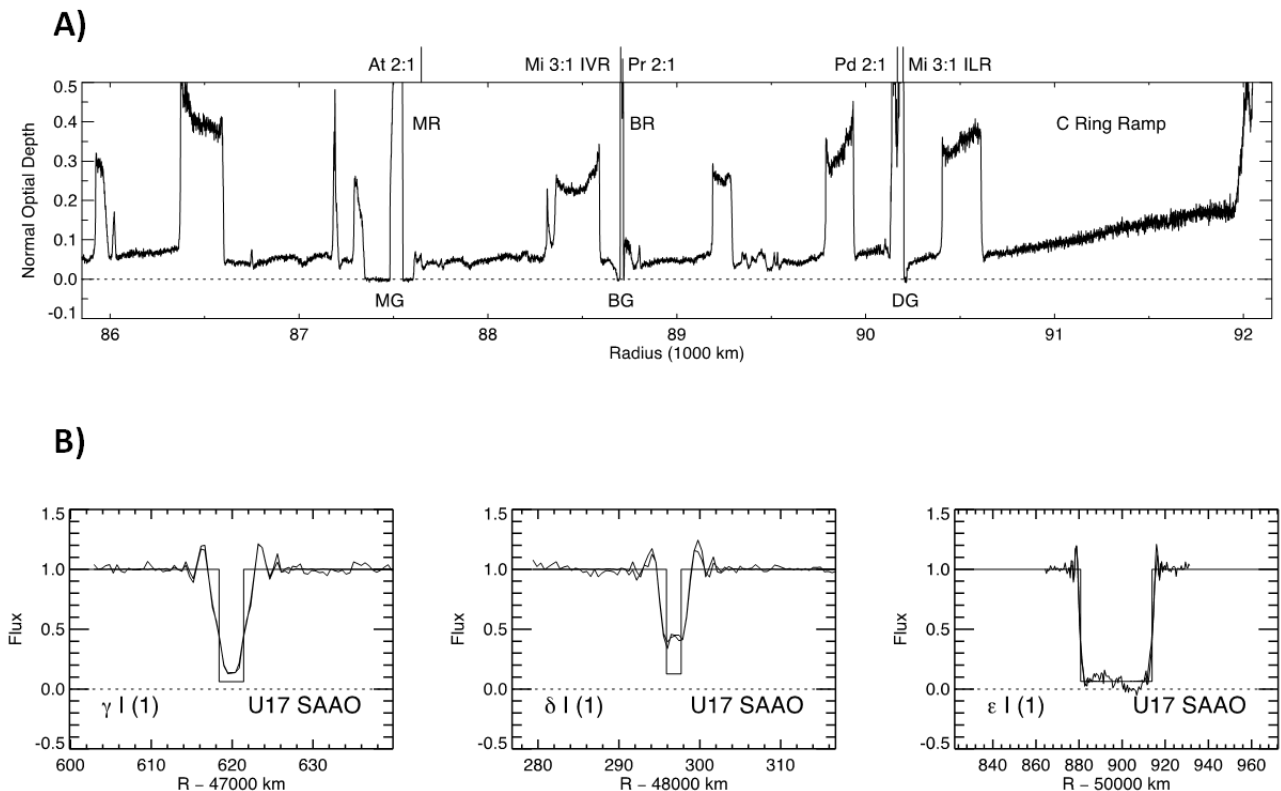 A)
At 2:1 Mi 3:1 IVR Pr 2:1 Pd 2:1 Mi 3:1 ILR
0.5
0.4
0.3
0.2
0.1
0.0
-0.1
Normal Optial Depth
MR BR C Ring Ramp
MG BG DG
86 87 88 89 90 91 92
Radius (1000 km)
B)
1.5
1.0
0.5
0.0
-0.5
Flux
γ I (1) U17 SAAO
600 610 620 630
R – 47000 km
1.5
1.0
0.5
0.0
-0.5
Flux
δ I (1) U17 SAAO
280 290 300 310
R – 48000 km
1.5
1.0
0.5
0.0
-0.5
Flux
ε I (1) U17 SAAO
840 860 880 900 920 940 960
R – 50000 km